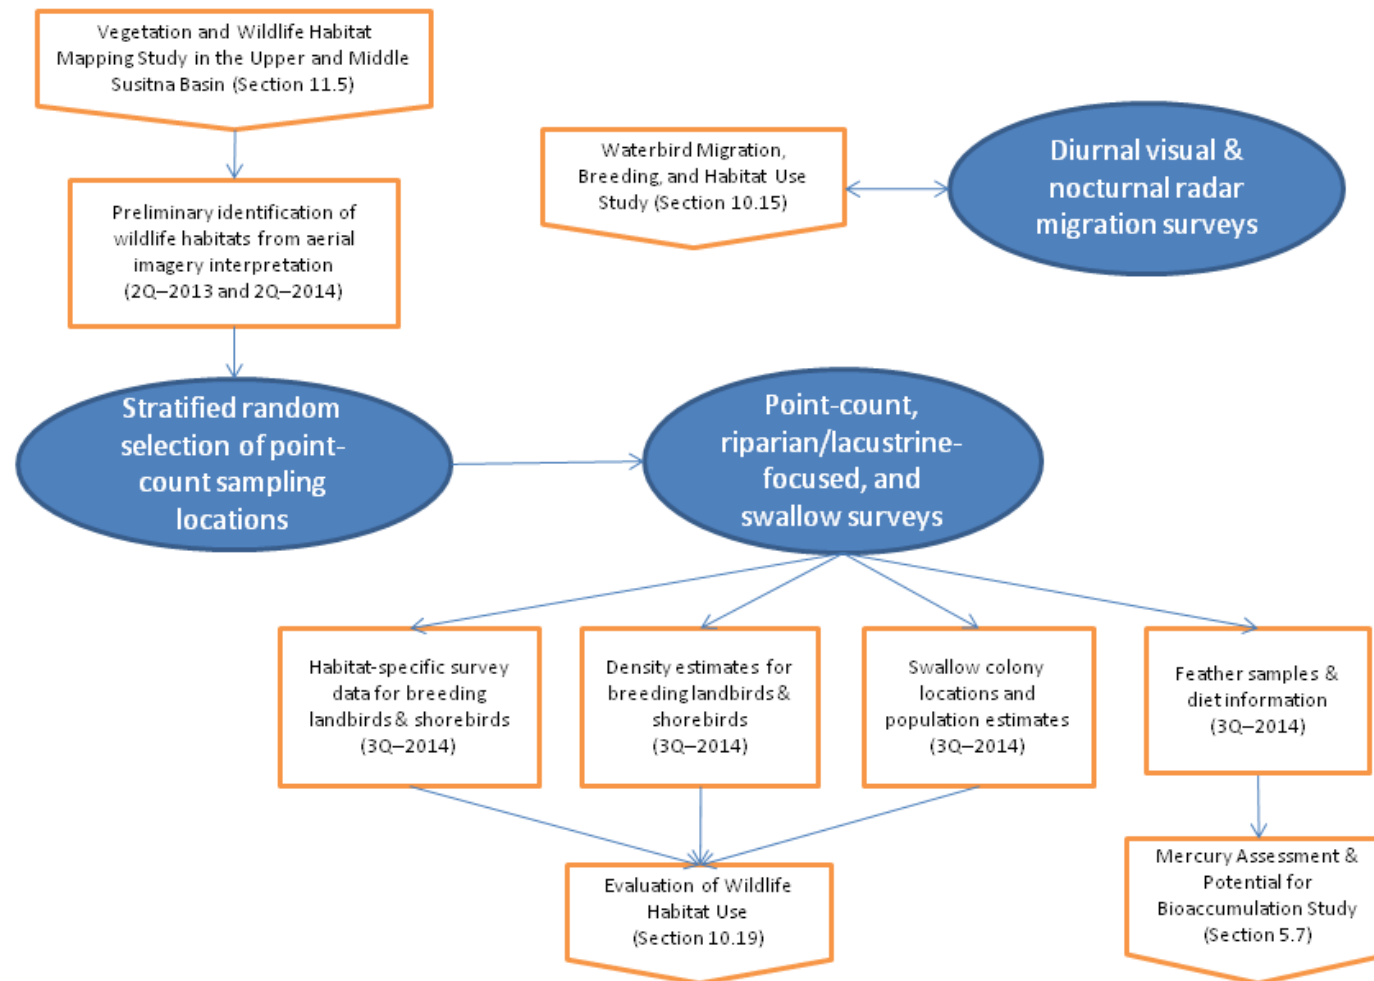 Vegetation and Wildlife Habitat
Mapping Study in the Upper and Middle
Susitna Basin (Section 11.5)
Waterbird Migration,
Breeding, and Habitat Use
Study (Section 10.15)
Diurnal visual &
nocturnal radar
migration surveys
Preliminary identification of
wildlife habitats from aerial
imagery interpretation
(2Q–2013 and 2Q–2014)
Stratified random
selection of point-
count sampling
locations
Point-count,
riparian/lacustrine-
focused, and
swallow surveys
Habitat-specific survey
data for breeding
landbirds & shorebirds
(3Q–2014)
Density estimates for
breeding landbirds &
shorebirds
(3Q–2014)
Swallow colony
locations and
population estimates
(3Q–2014)
Feather samples &
diet information
(3Q–2014)
Evaluation of Wildlife
Habitat Use
(Section 10.19)
Mercury Assessment &
Potential for
Bioaccumulation Study
(Section 5.7)